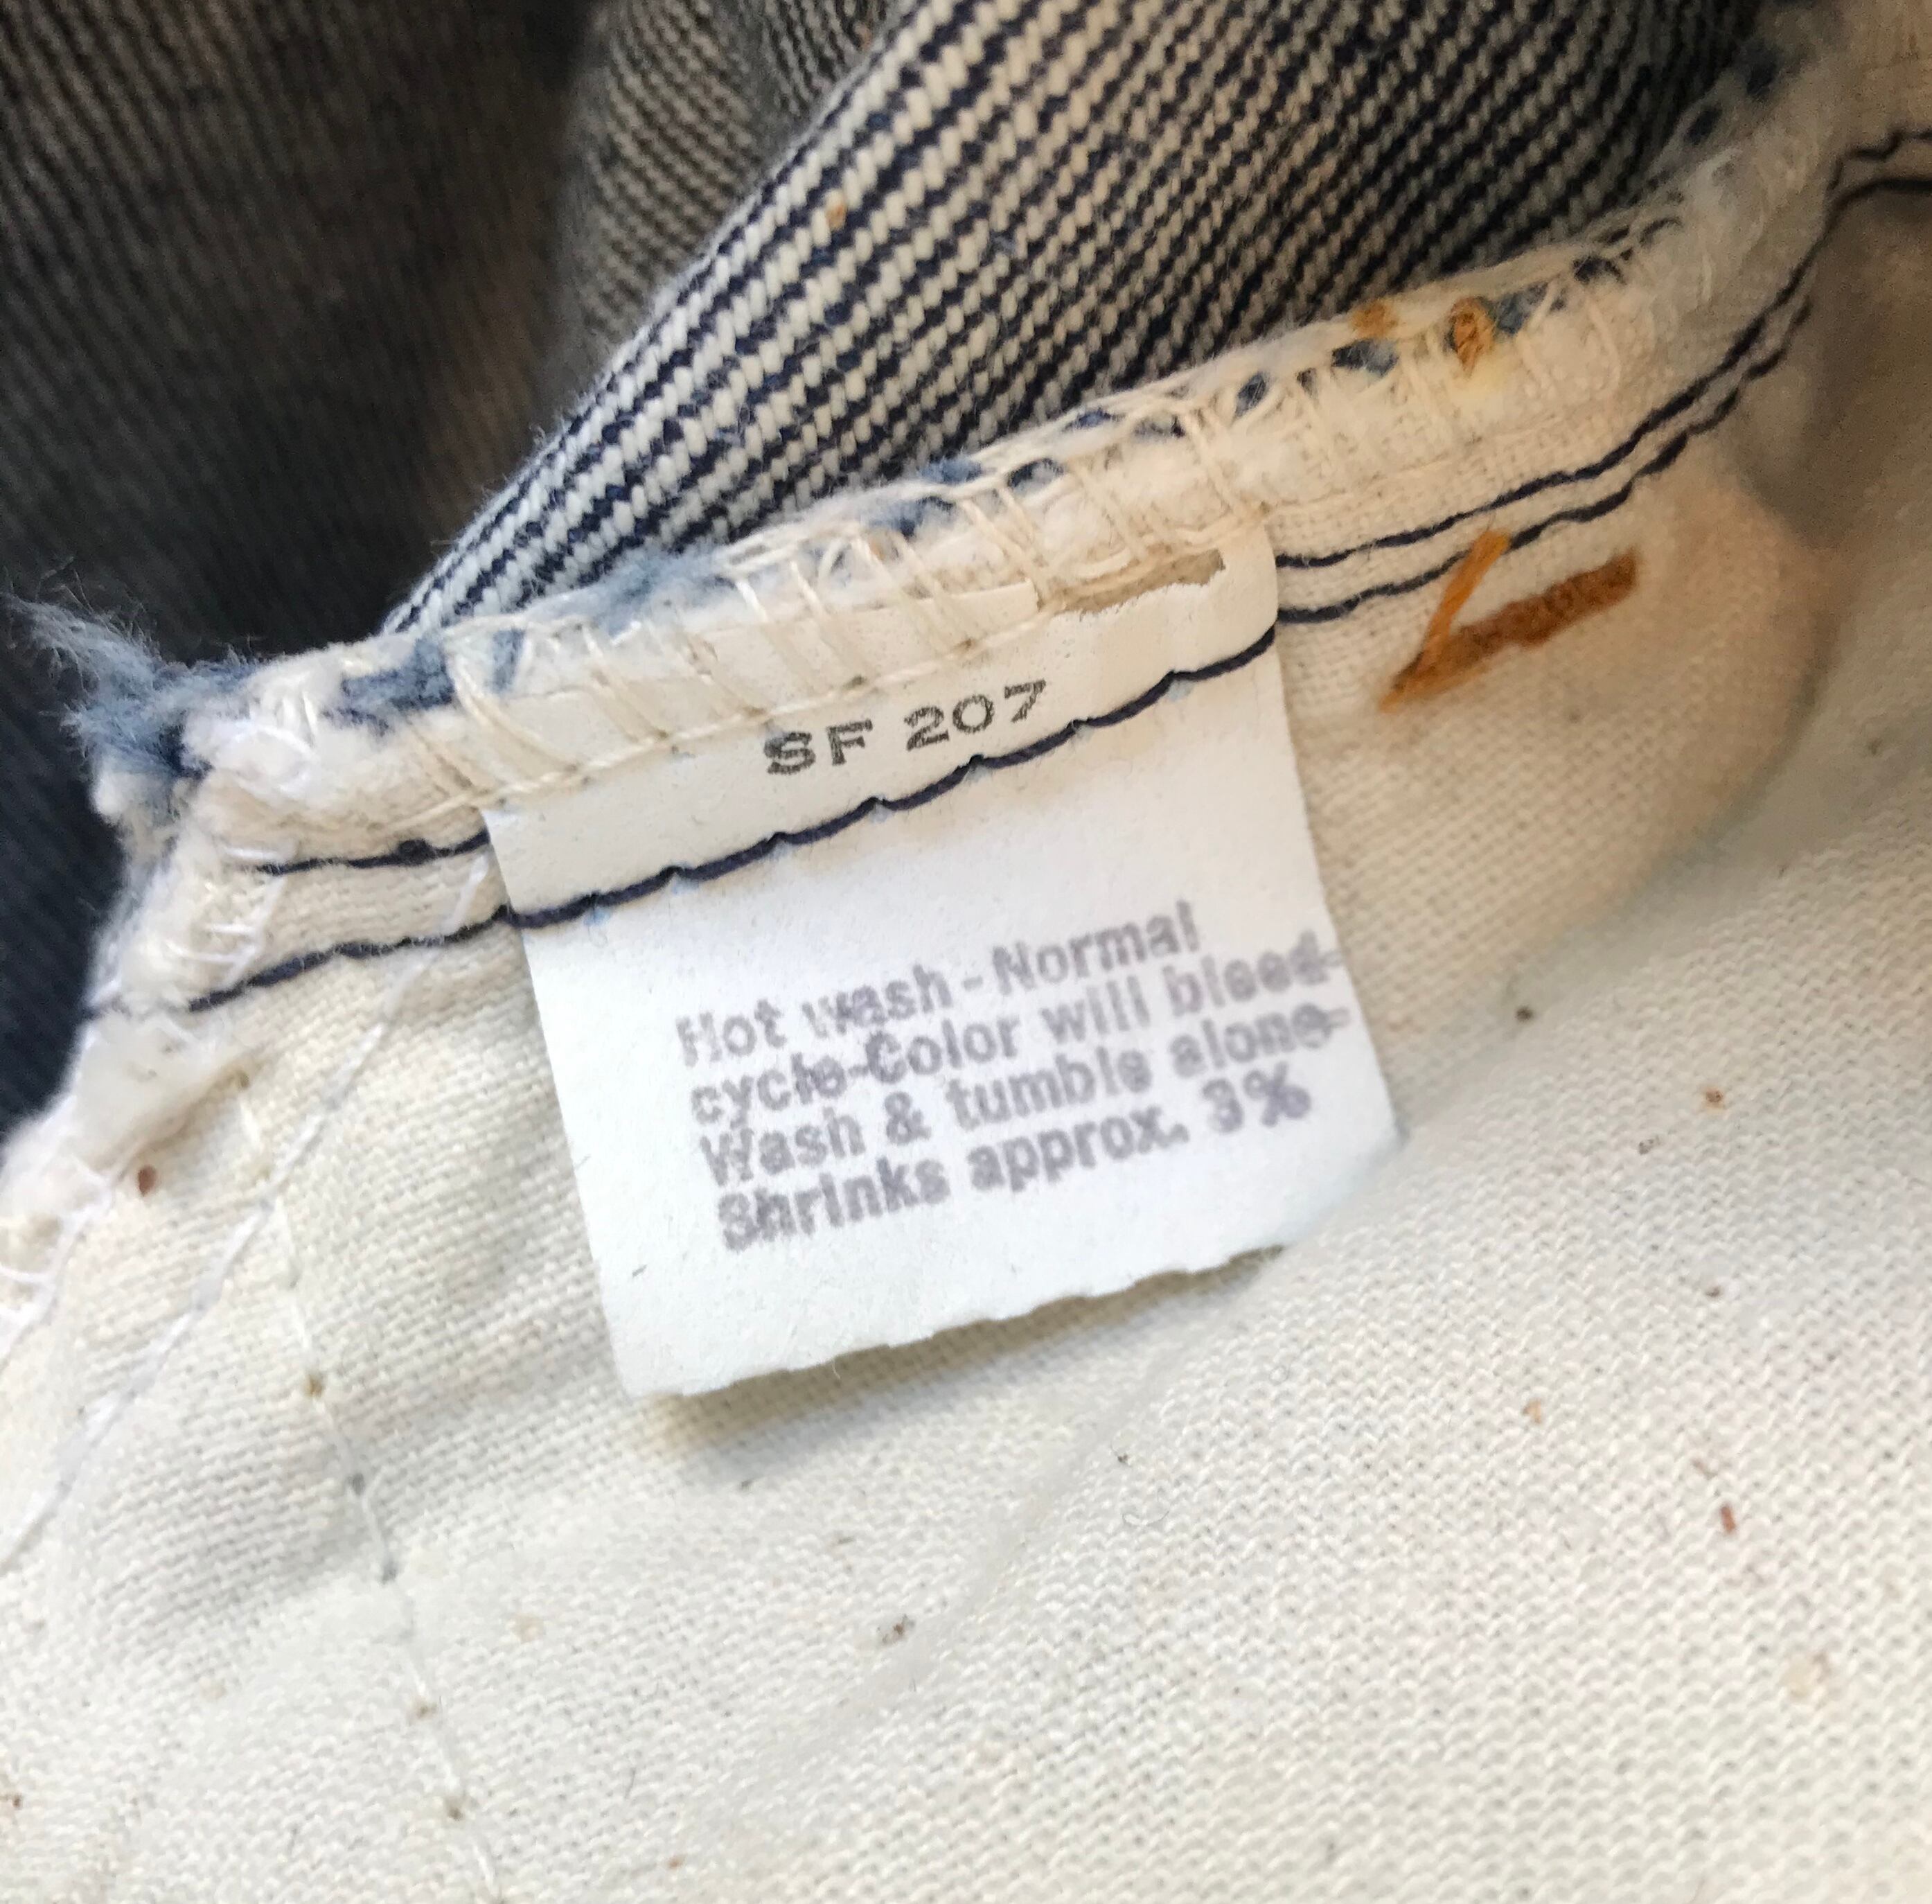 SF 207
Hot wash-Normal
cycle-Color will bleed-
Wash & tumble alone-
Shrinks approx. 3%